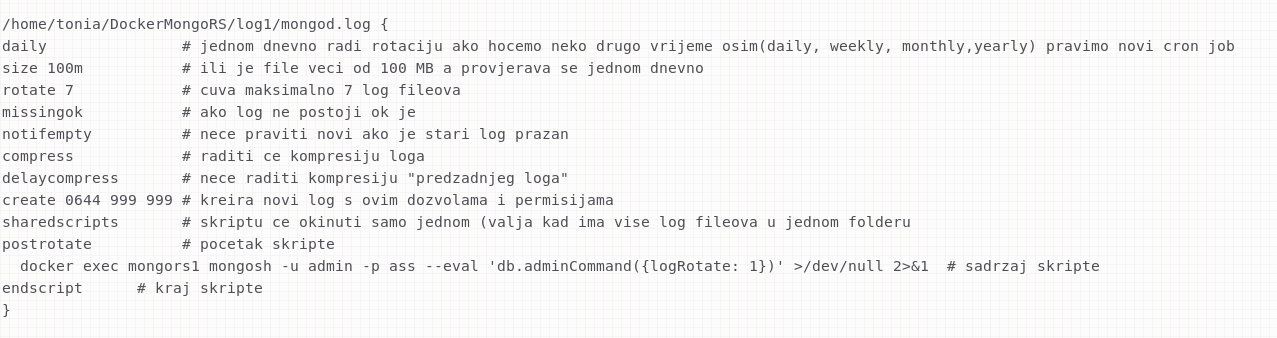 /home/tonia/DockerMongoRS/log1/mongod.log {
daily               # jednom dnevno radi rotaciju ako hocemo neko drugo vrijeme osim(daily, weekly, monthly,yearly) pravimo novi cron job
size 100m           # ili je file veci od 100 MB a provjerava se jednom dnevno
rotate 7            # cuva maksimalno 7 log fileova
missingok           # ako log ne postoji ok je
notifempty          # nece praviti novi ako je stari log prazan
compress            # raditi ce kompresiju loga
delaycompress       # nece raditi kompresiju "predzadnjeg loga"
create 0644 999 999 # kreira novi log s ovim dozvolama i permisijama
sharedscripts       # skriptu ce okinuti samo jednom (valja kad ima vise log fileova u jednom folderu
postrotate          # pocetak skripte
  docker exec mongors1 mongosh -u admin -p ass --eval 'db.adminCommand({logRotate: 1})' >/dev/null 2>&1  # sadrzaj skripte
endscript      # kraj skripte
}